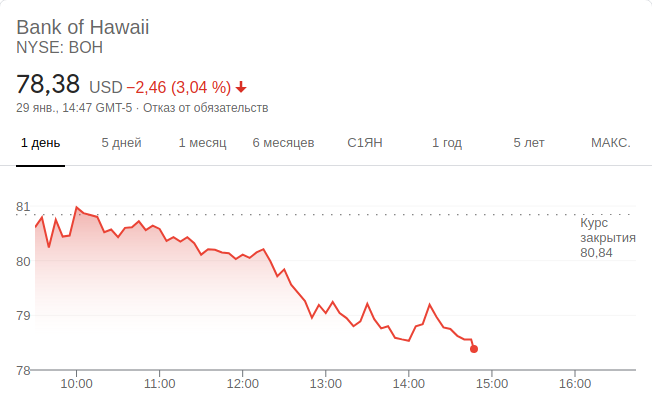 Bank of Hawaii
NYSE: BOH
78,38 USD −2,46 (3,04 %)
29 янв., 14:47 GMT-5 · Отказ от обязательств
1 день 5 дней 1 месяц 6 месяцев С1ЯН 1 год 5 лет МАКС.
81
Курс
закрытия
80,84
80
79
78
10:00 11:00 12:00 13:00 14:00 15:00 16:00